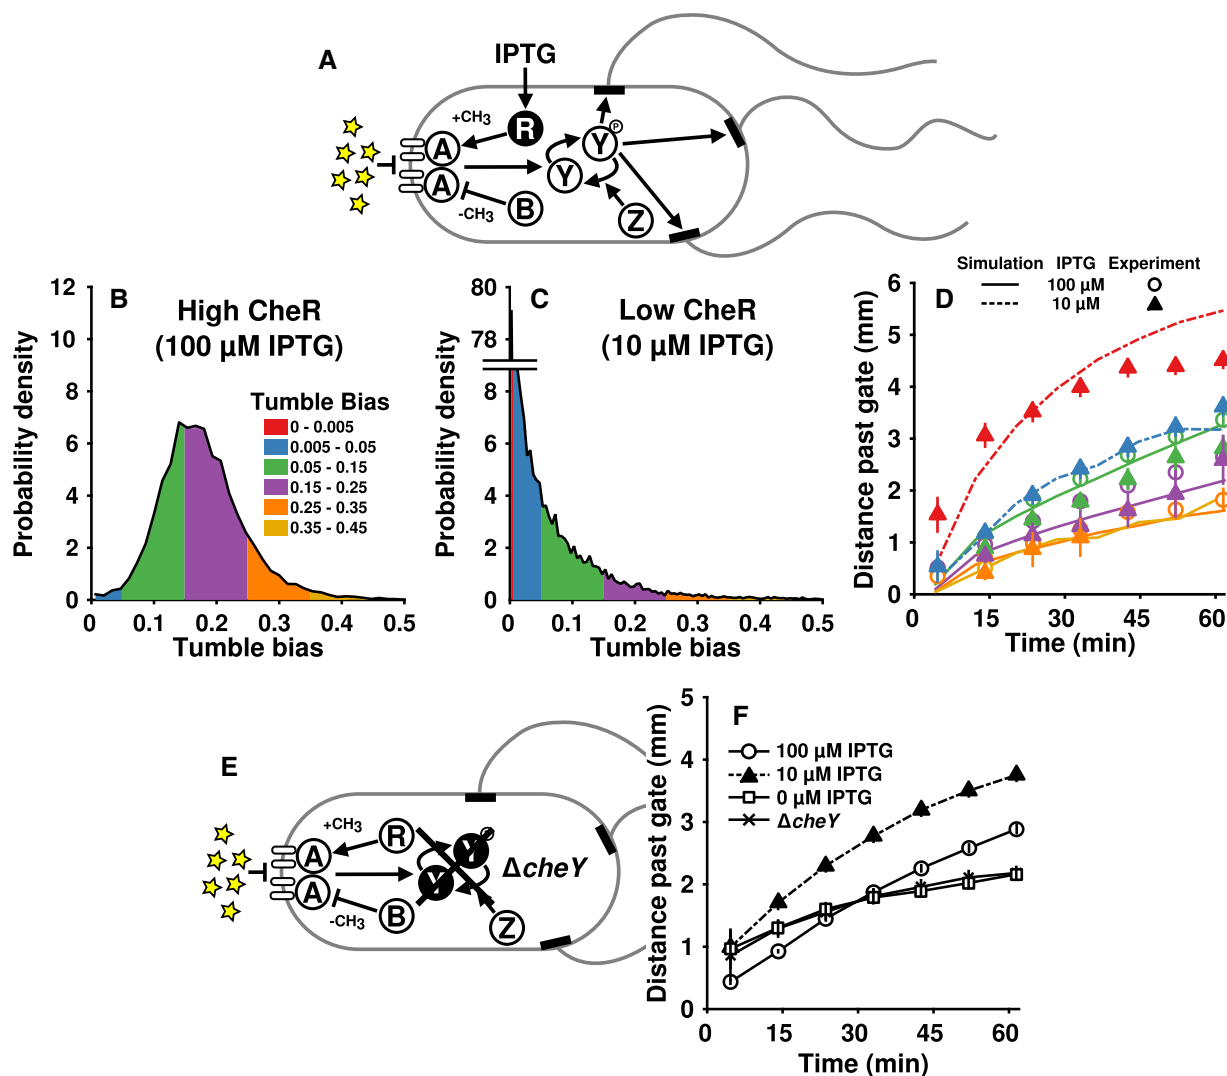 A
IPTG
+CH3
R
A
Y
P
Y
A
B
-CH3
Z
B
High CheR
(100 µM IPTG)
Probability density
12
10
8
6
4
2
0
Tumble Bias
0 - 0.005
0.005 - 0.05
0.05 - 0.15
0.15 - 0.25
0.25 - 0.35
0.35 - 0.45
0 0.1 0.2 0.3 0.4 0.5
Tumble bias
C
Low CheR
(10 µM IPTG)
Probability density
80
78
8
6
4
2
0
0 0.1 0.2 0.3 0.4 0.5
Tumble bias
Simulation IPTG Experiment
100 µM
10 µM
D
Distance past gate (mm)
6
5
4
3
2
1
0
0 15 30 45 60
Time (min)
E
+CH3
R
A
Y
P
Y
A
B
-CH3
Z
ΔcheY
F
100 µM IPTG
10 µM IPTG
0 µM IPTG
ΔcheY
Distance past gate (mm)
5
4
3
2
1
0
0 15 30 45 60
Time (min)